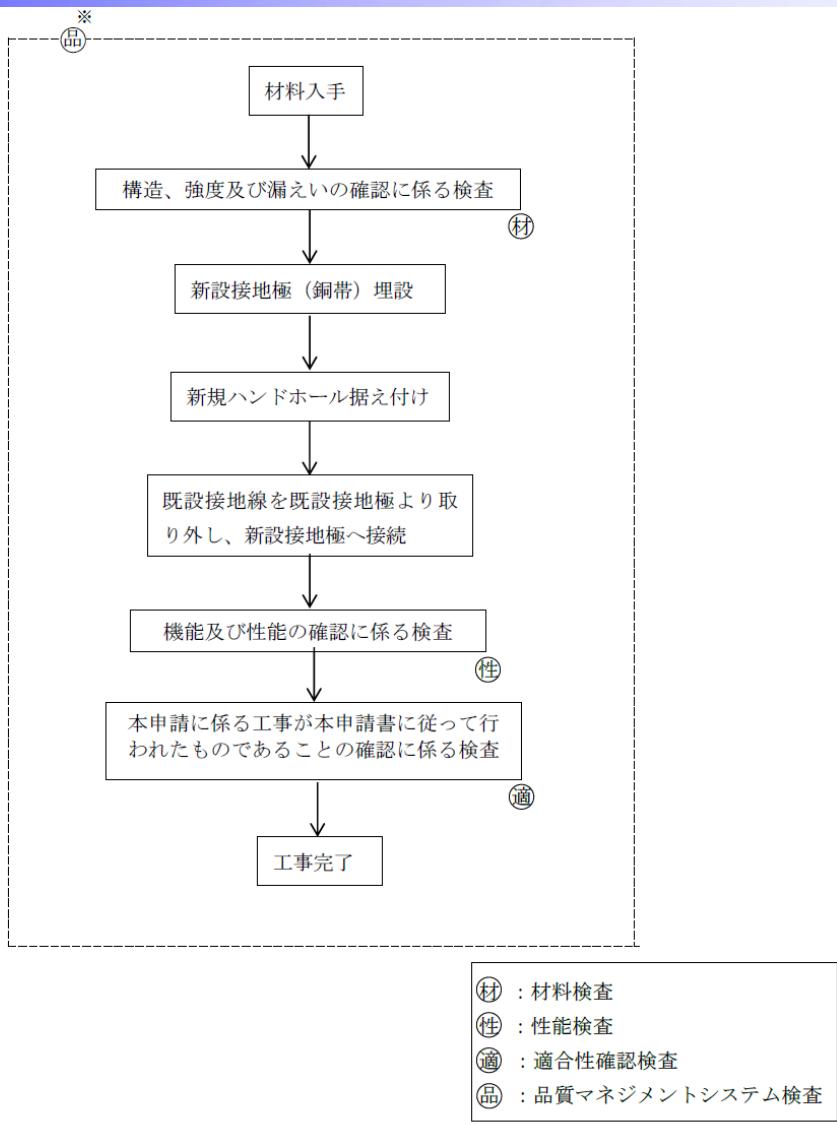 ※
品
材料入手
構造、強度及び漏えいの確認に係る検査
材
新設接地極（銅帯）埋設
新規ハンドホール据え付け
既設接地線を既設接地極より取
り外し、新設接地極へ接続
機能及び性能の確認に係る検査
性
本申請に係る工事が本申請書に従って行
われたものであることの確認に係る検査
適
工事完了
材：材料検査
性：性能検査
適：適合性確認検査
品：品質マネジメントシステム検査